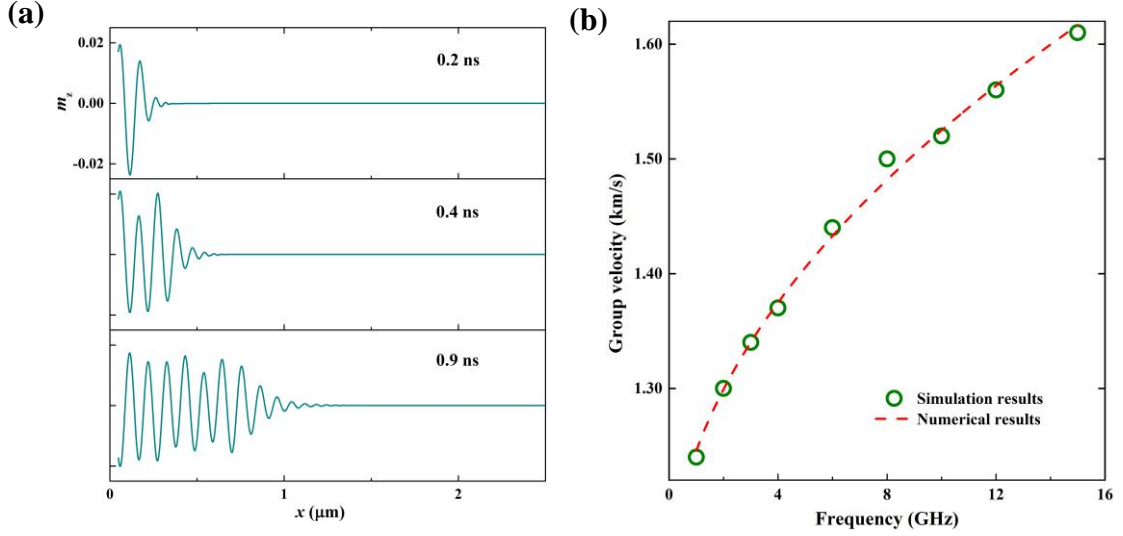 (a)
0.02
0.00
-0.02
m_z
0.2 ns
0.4 ns
0.9 ns
0
1
2
x (μm)
(b)
1.60
1.50
1.40
1.30
Group velocity (km/s)
Simulation results
Numerical results
0
4
8
12
16
Frequency (GHz)